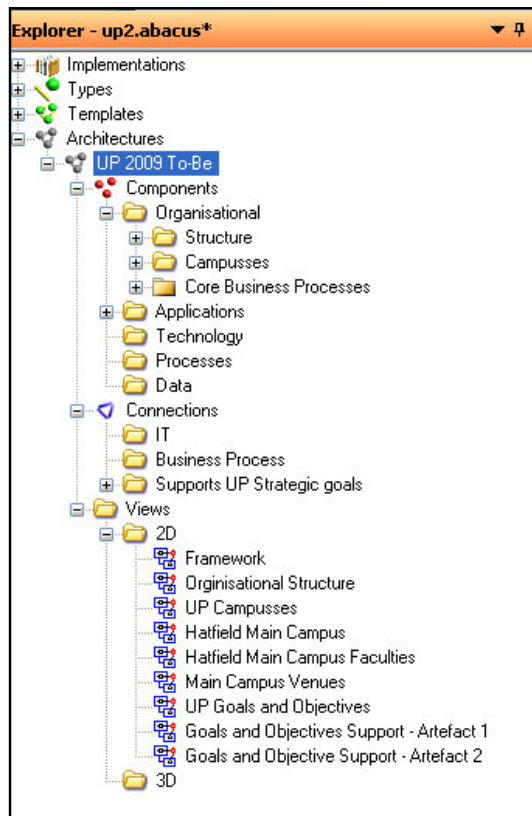 Explorer - up2.abacus*
Implementations
Types
Templates
Architectures
UP 2009 To-Be
Components
Organisational
Structure
Campusses
Core Business Processes
Applications
Technology
Processes
Data
Connections
IT
Business Process
Supports UP Strategic goals
Views
2D
Framework
Orginisational Structure
UP Campusses
Hatfield Main Campus
Hatfield Main Campus Faculties
Main Campus Venues
UP Goals and Objectives
Goals and Objectives Support - Artefact 1
Goals and Objective Support - Artefact 2
3D